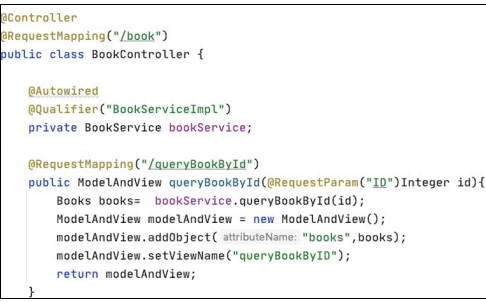 @Controller
@RequestMapping("/book")
public class BookController {
@Autowired
@Qualifier("BookServiceImpl")
private BookService bookService;
@RequestMapping("/queryBookById")
public ModelAndView queryBookById(@RequestParam("ID")Integer id){
Books books= bookService.queryBookById(id);
ModelAndView modelAndView = new ModelAndView();
modelAndView.addObject( attributeName: "books",books);
modelAndView.setViewName("queryBookByID");
return modelAndView;
}